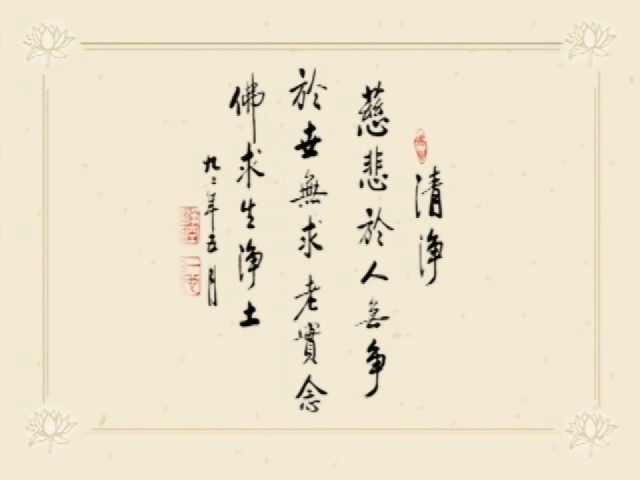 清淨
慈悲於人無争
於世無求老實念
佛求生淨土
九二年五月